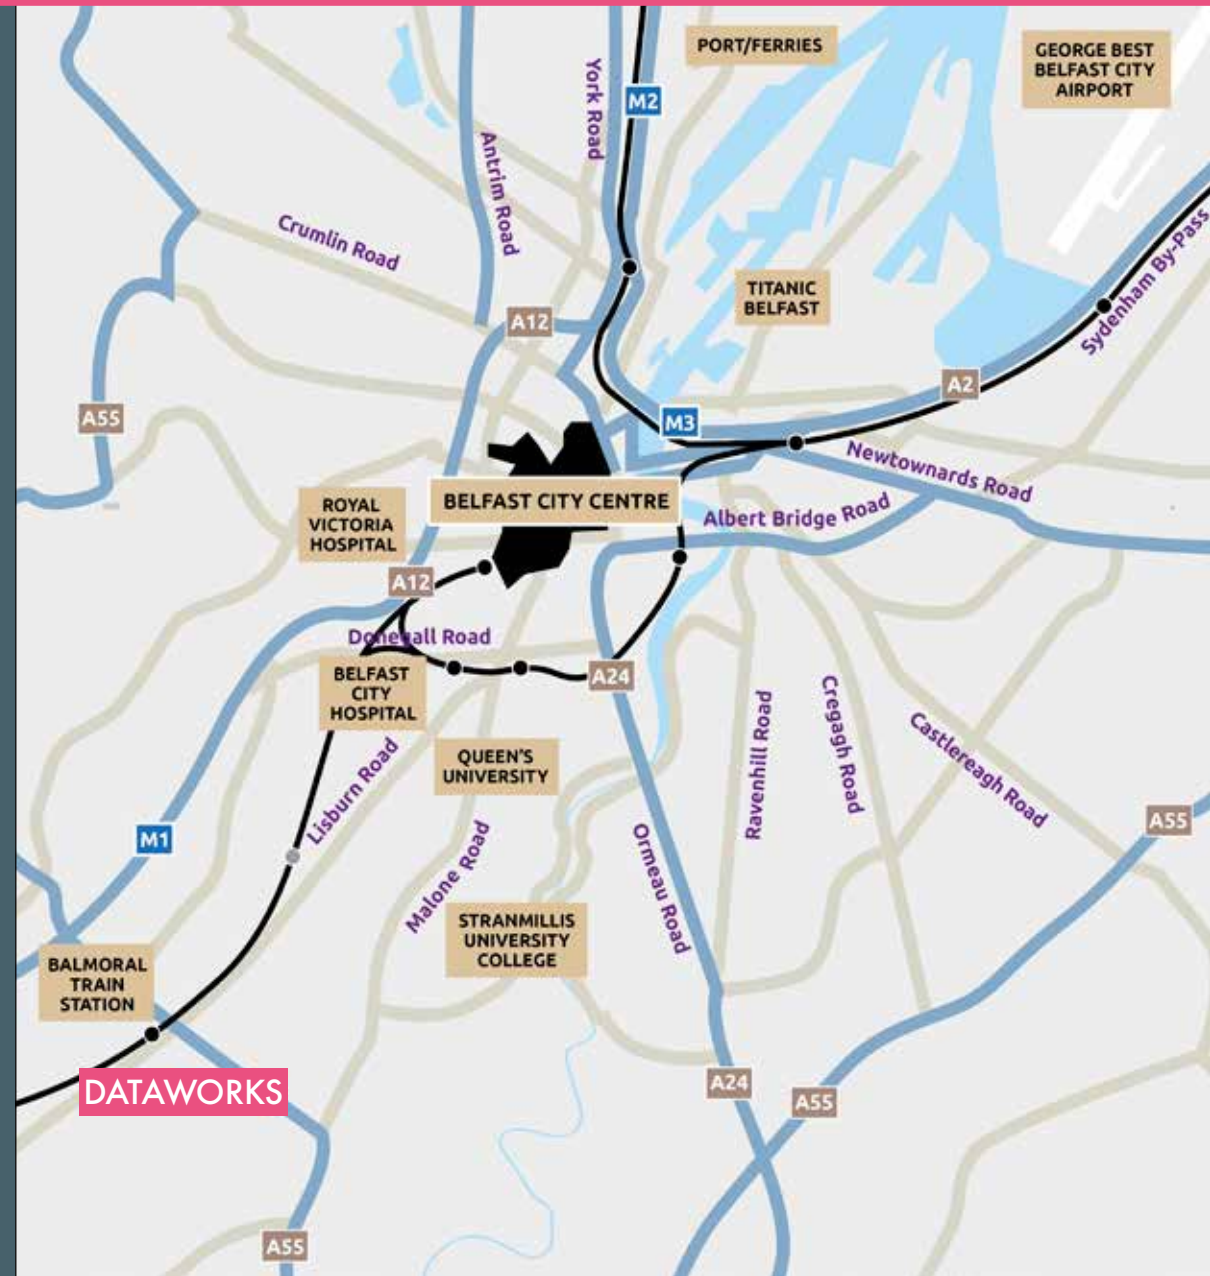 PORT/FERRIES
GEORGE BEST
BELFAST CITY
AIRPORT
York Road
M2
Antrim Road
Crumlin Road
Sydenham By-Pass
TITANIC
BELFAST
A12
A2
A55
M3
Newtownards Road
BELFAST CITY CENTRE
ROYAL
VICTORIA
HOSPITAL
Albert Bridge Road
A12
Donegall Road
BELFAST
CITY
HOSPITAL
A24
Ravenhill Road
Cregagh Road
Castlereagh Road
QUEEN'S
UNIVERSITY
Lisburn Road
M1
A55
Malone Road
Ormeau Road
STRANMILLIS
UNIVERSITY
COLLEGE
BALMORAL
TRAIN
STATION
DATAWORKS
A24
A55
A55